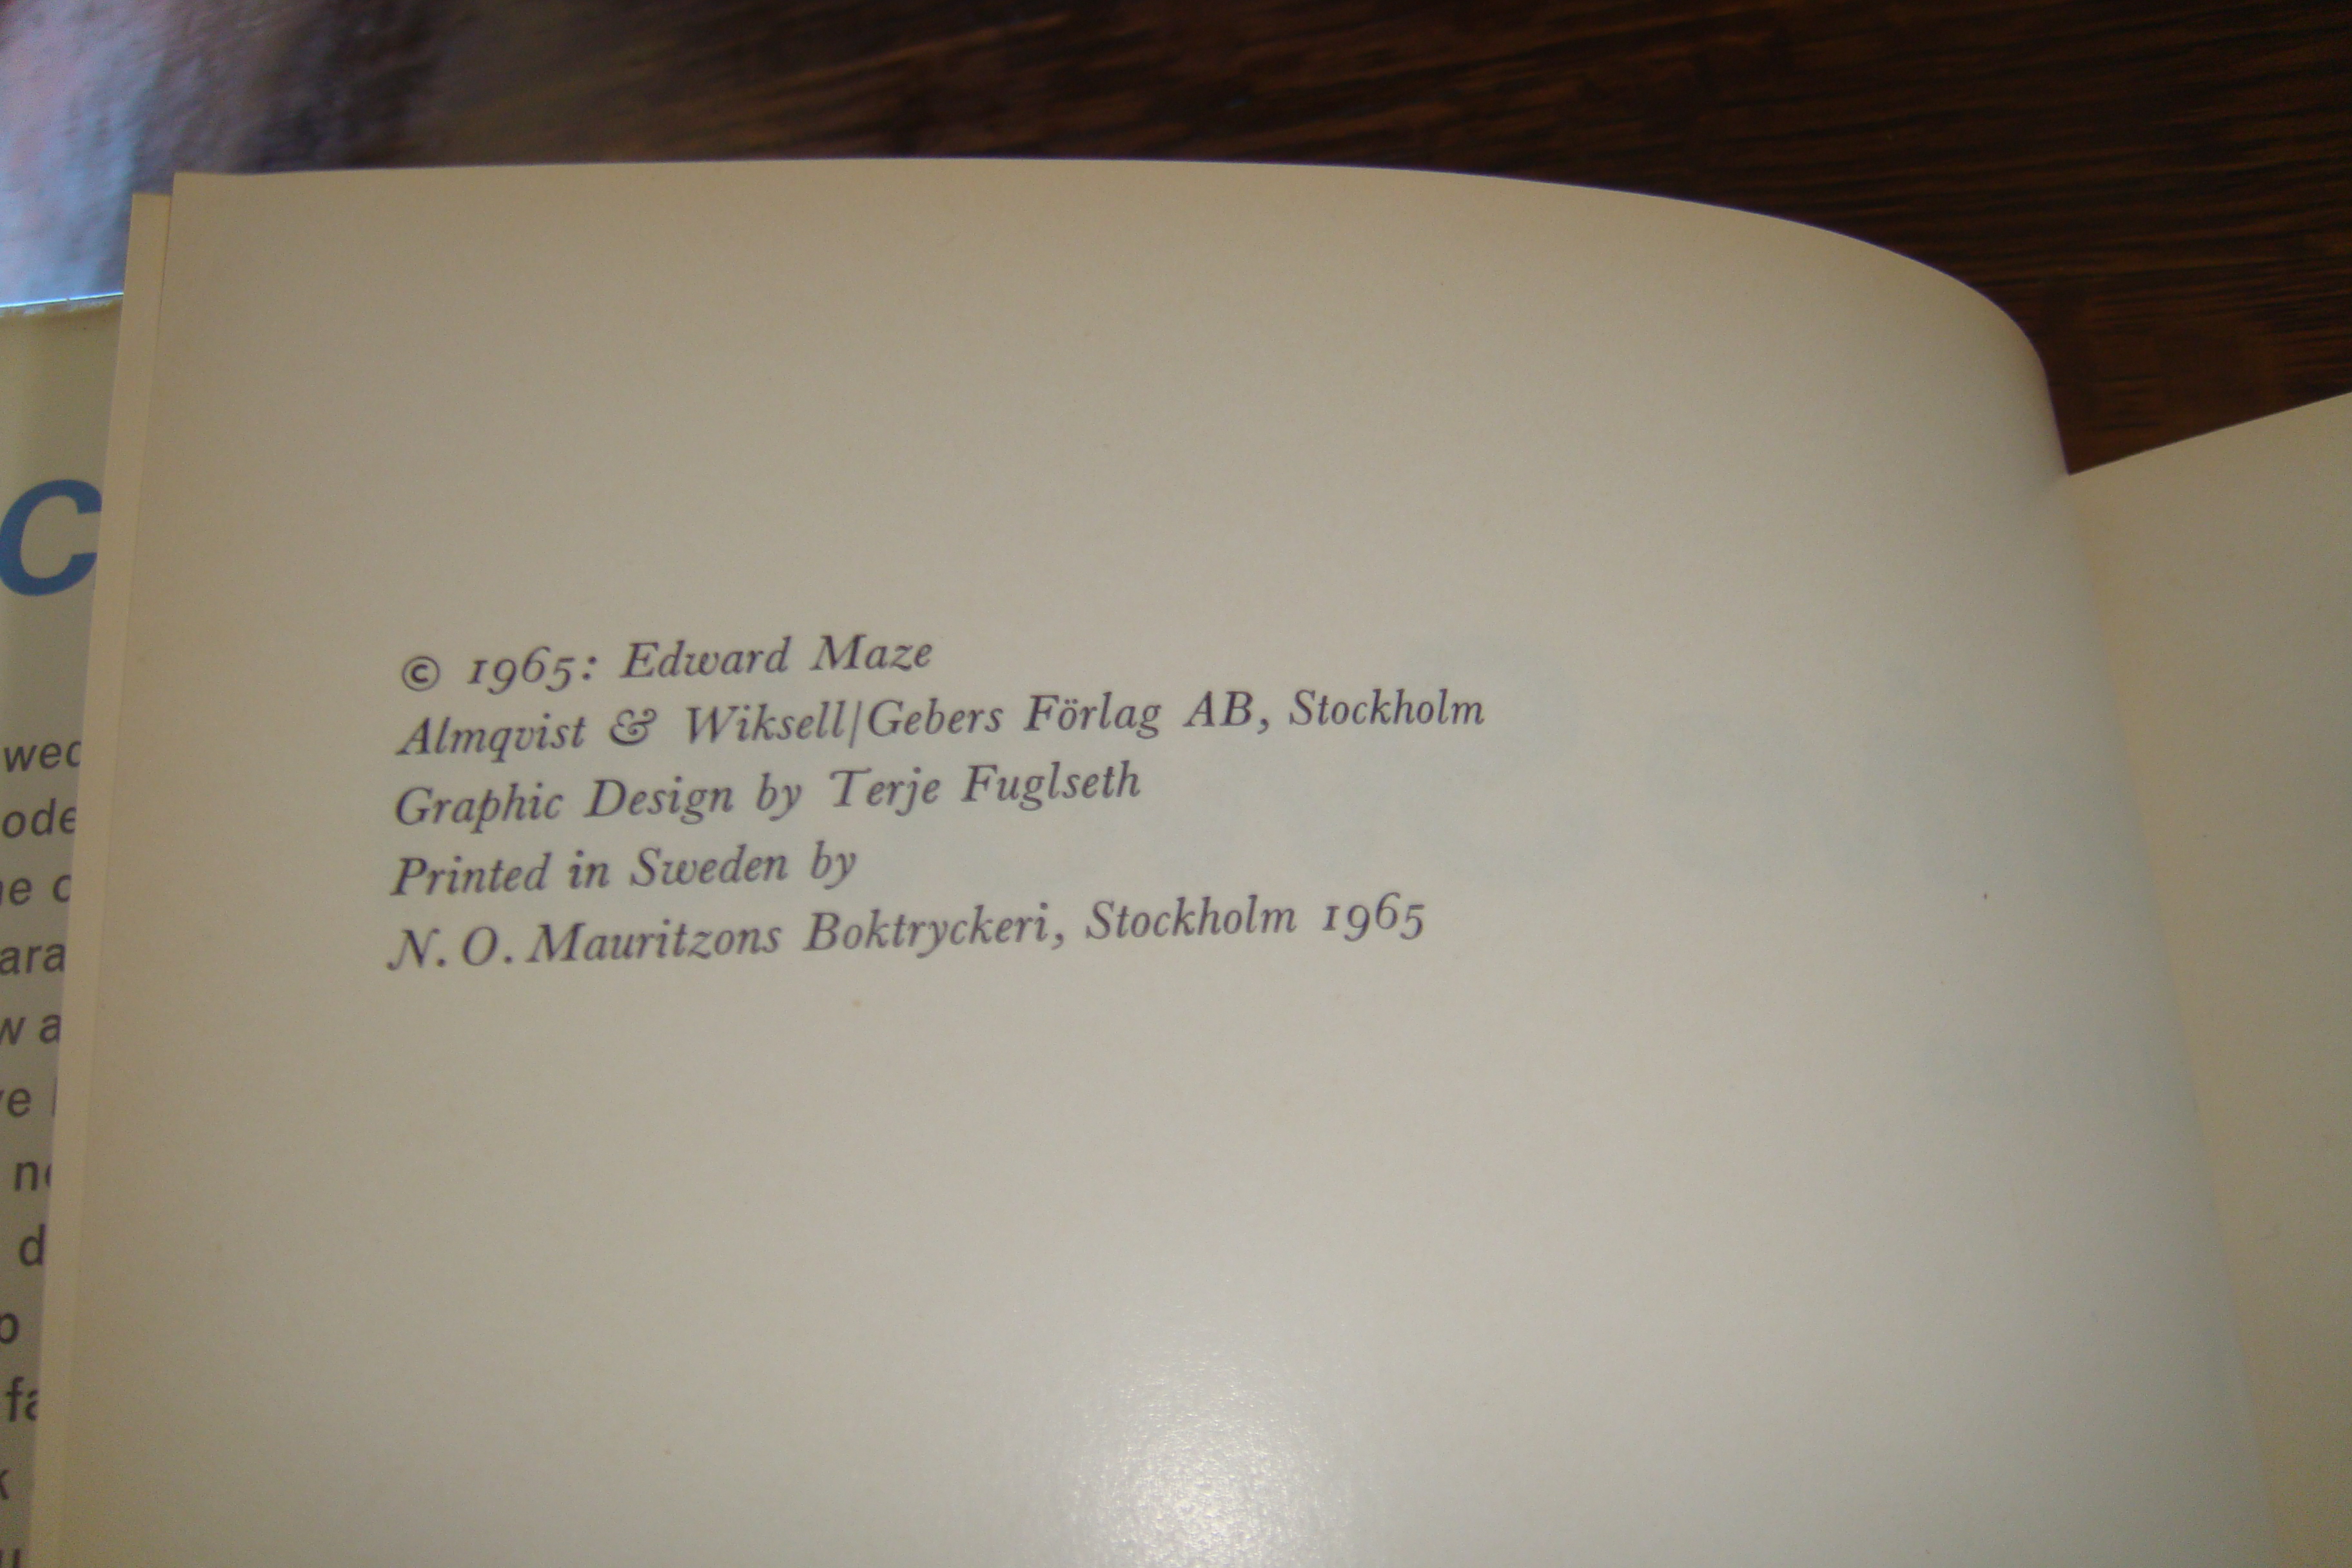 © 1965: Edward Maze
Almqvist & Wiksell/Gebers Förlag AB, Stockholm
Graphic Design by Terje Fuglseth
Printed in Sweden by
N. O. Mauritzons Boktryckeri, Stockholm 1965